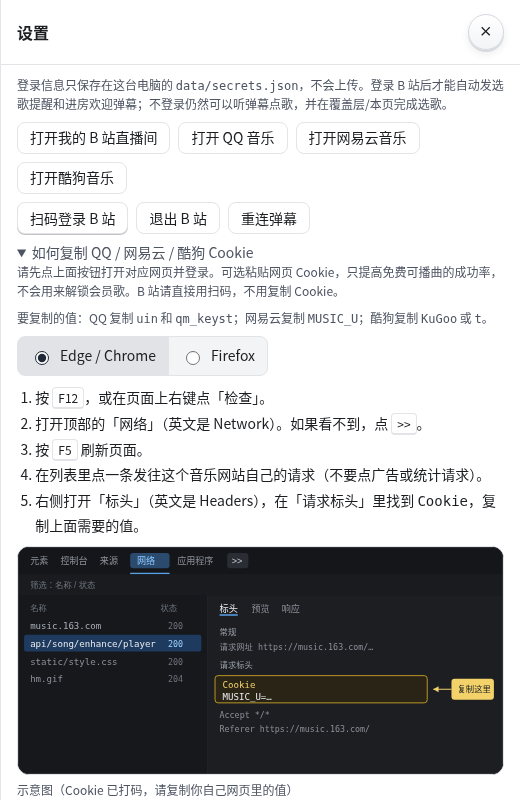 设置
×
登录信息只保存在这台电脑的 data/secrets.json，不会上传。登录 B 站后才能自动发选
歌提醒和进房欢迎弹幕；不登录仍然可以听弹幕点歌，并在覆盖层/本页完成选歌。
打开我的 B 站直播间 打开 QQ 音乐 打开网易云音乐
打开酷狗音乐
扫码登录 B 站 退出 B 站 重连弹幕
▼ 如何复制 QQ / 网易云 / 酷狗 Cookie
请先点上面按钮打开对应网页并登录。可选粘贴网页 Cookie，只提高免费可播曲的成功率，
不会用来解锁会员歌。B 站请直接用扫码，不用复制 Cookie。
要复制的值：QQ 复制 uin 和 qm_keyst；网易云复制 MUSIC_U；酷狗复制 KuGoo 或 t。
Edge / Chrome Firefox
1. 按 F12，或在页面上右键点「检查」。
2. 打开顶部的「网络」（英文是 Network）。如果看不到，点 >>。
3. 按 F5 刷新页面。
4. 在列表里点一条发往这个音乐网站自己的请求（不要点广告或统计请求）。
5. 右侧打开「标头」（英文是 Headers），在「请求标头」里找到 Cookie，复
制上面需要的值。
元素 控制台 来源 网络 应用程序 >>
筛选：名称 / 状态
名称 状态
music.163.com 200
api/song/enhance/player 200
static/style.css 200
hm.gif 204
标头 预览 响应
常规
请求网址 https://music.163.com/…
请求标头
Cookie
MUSIC_U=…
复制这里
Accept */*
Referer https://music.163.com/
示意图（Cookie 已打码，请复制你自己网页里的值）